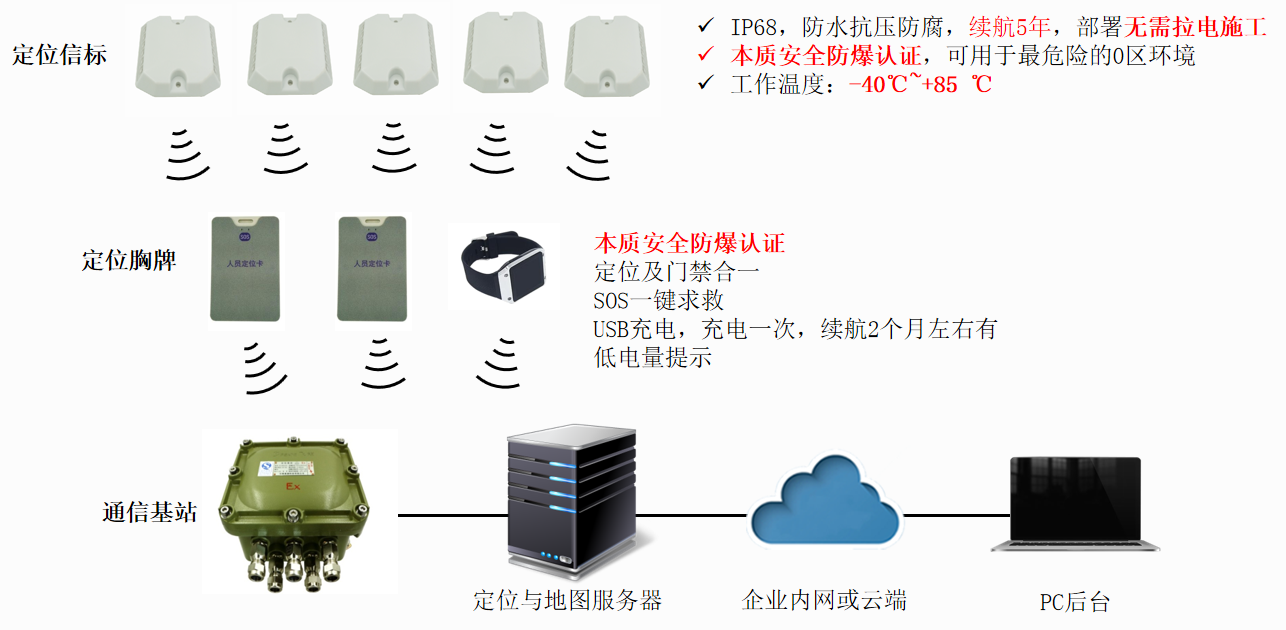 定位信标
IP68，防水抗压防腐，续航5年，部署无需拉电施工
本质安全防爆认证，可用于最危险的0区环境
工作温度：-40℃~+85 ℃
定位胸牌
SOS
人员定位卡
SOS
人员定位卡
本质安全防爆认证
定位及门禁合一
SOS一键求救
USB充电，充电一次，续航2个月左右有
低电量提示
通信基站
Ex
定位与地图服务器
企业内网或云端
PC后台